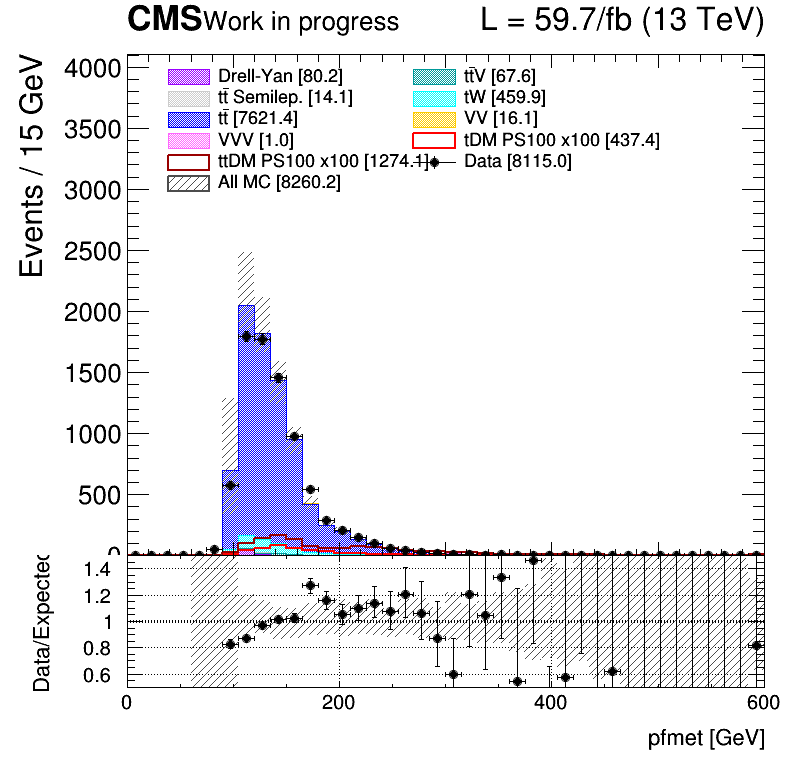 CMS Work in progress L = 59.7/fb (13 TeV)
Events / 15 GeV
4000
3500
3000
2500
2000
1500
1000
500
0
Drell-Yan [80.2] tt̄V [67.6]
tt̄ Semilep. [14.1] tW [459.9]
tt̄ [7621.4] VV [16.1]
VVV [1.0] tDM PS100 x100 [437.4]
ttDM PS100 x100 [1274.1] Data [8115.0]
All MC [8260.2]
Data/Expected
1.4
1.2
1
0.8
0.6
0 200 400 600
pfmet [GeV]